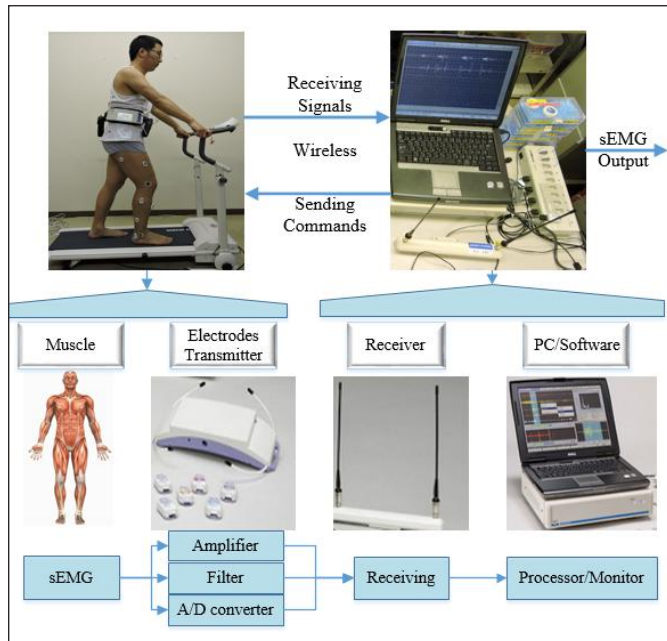 Receiving
Signals
Wireless
Sending
Commands
sEMG
Output
Muscle
Electrodes
Transmitter
Receiver
PC/Software
sEMG
Amplifier
Filter
A/D converter
Receiving
Processor/Monitor